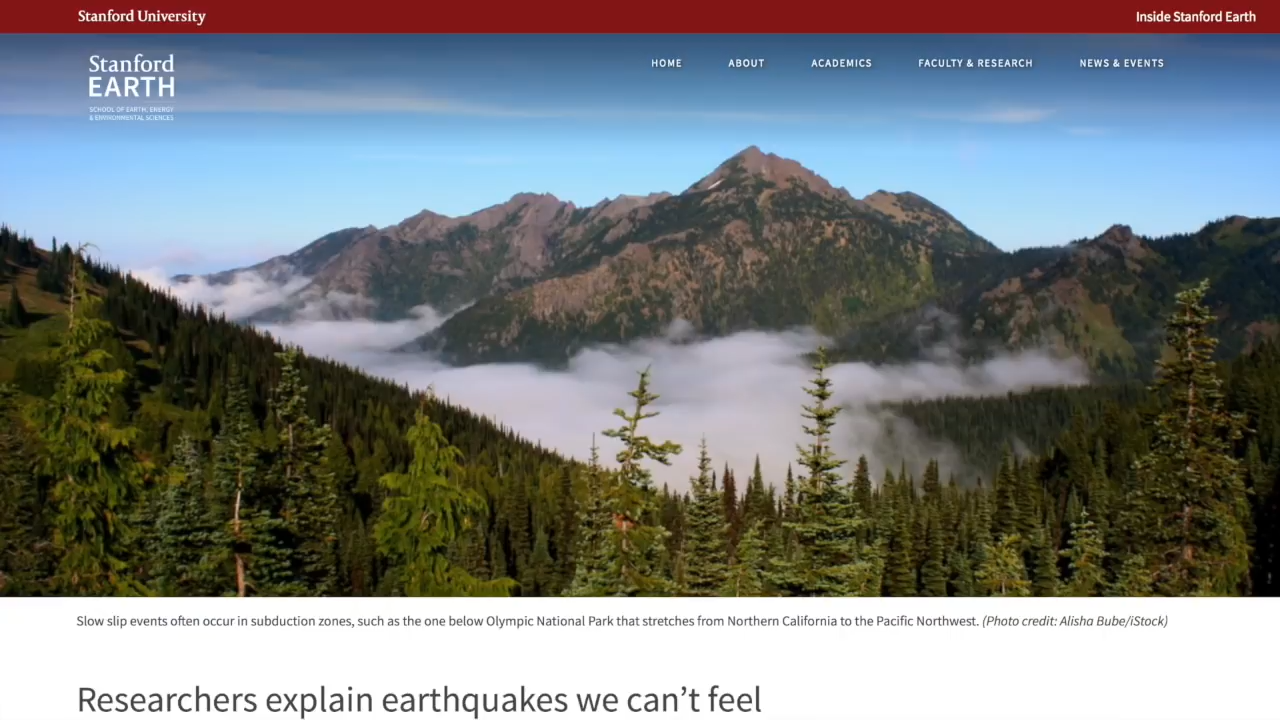 Stanford University
Inside Stanford Earth
Stanford
EARTH
SCHOOL OF EARTH, ENERGY
& ENVIRONMENTAL SCIENCES
HOME
ABOUT
ACADEMICS
FACULTY & RESEARCH
NEWS & EVENTS
Slow slip events often occur in subduction zones, such as the one below Olympic National Park that stretches from Northern California to the Pacific Northwest. (Photo credit: Alisha Bube/iStock)
Researchers explain earthquakes we can’t feel